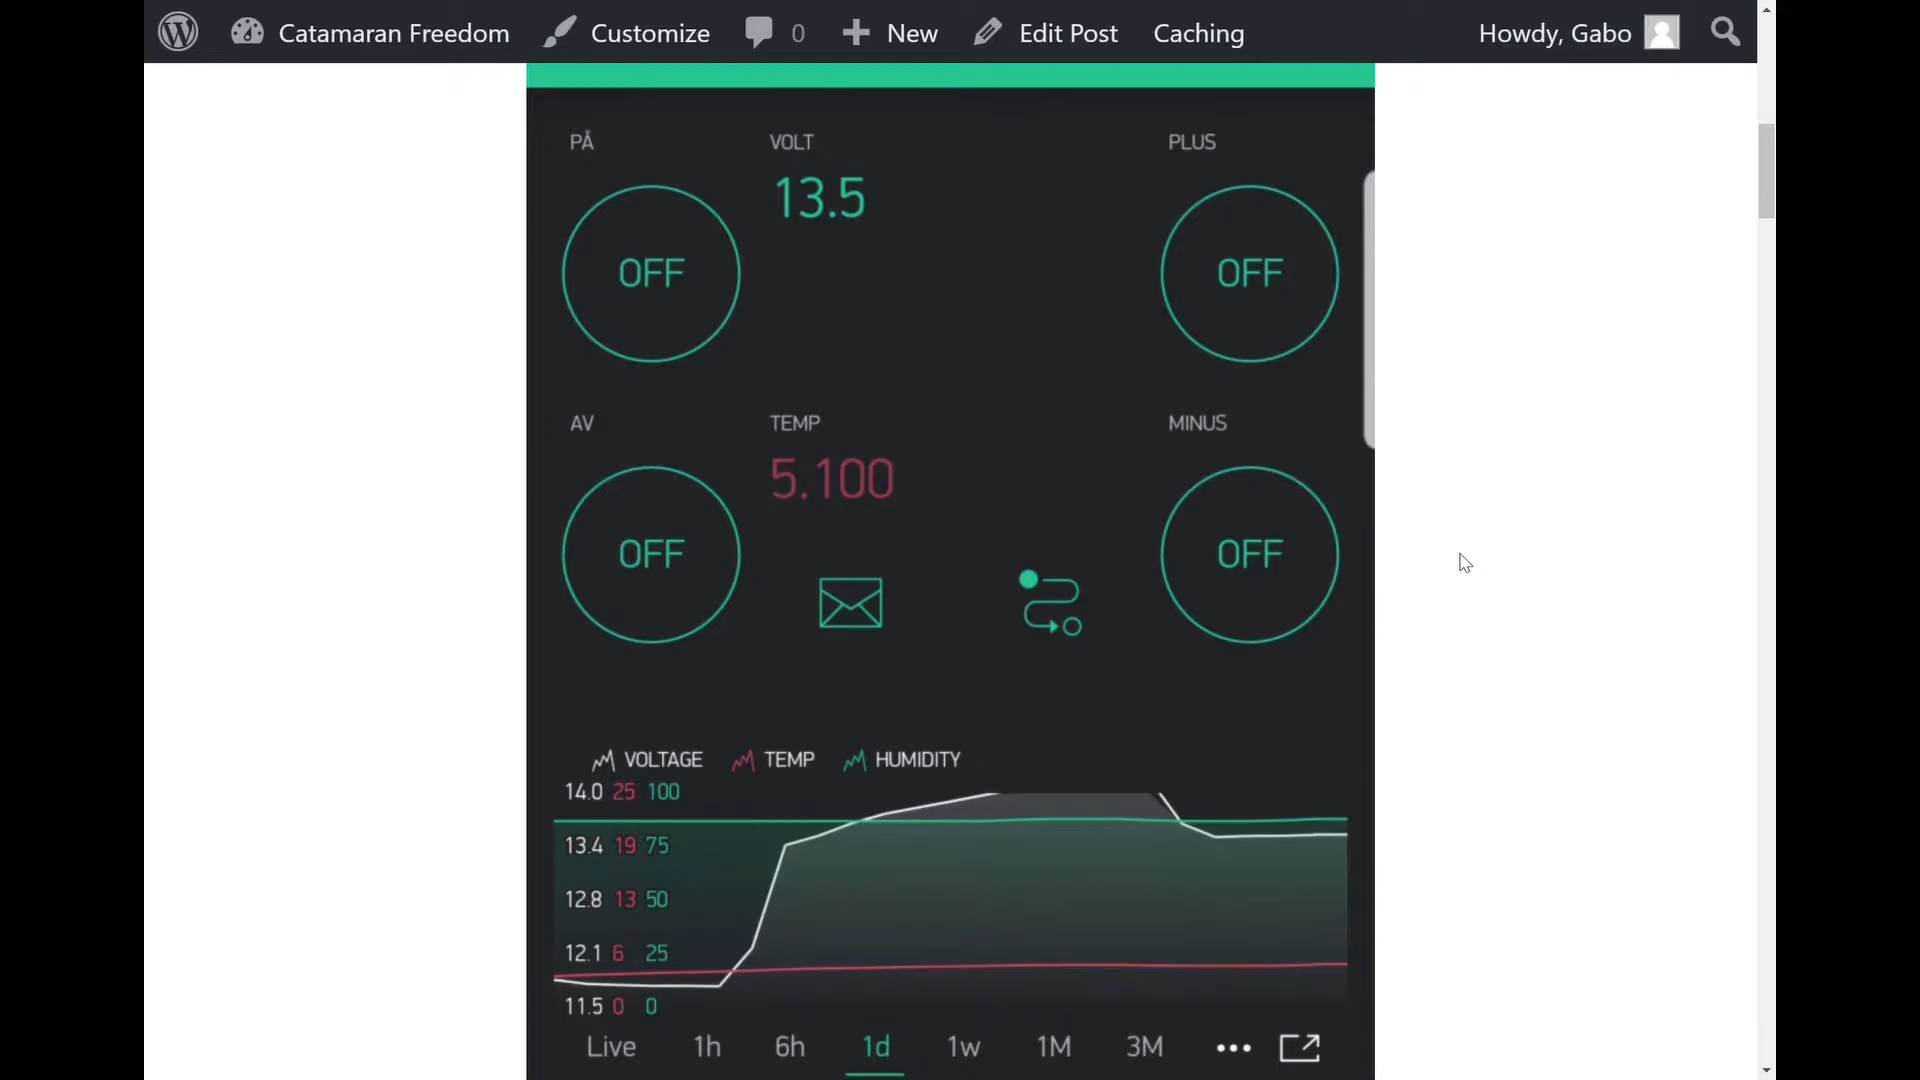 Catamaran Freedom Customize 0 New Edit Post Caching Howdy, Gabo
PÅ VOLT PLUS
13.5
OFF OFF
AV TEMP MINUS
5.100
OFF OFF
VOLTAGE TEMP HUMIDITY
14.0 25 100
13.4 19 75
12.8 13 50
12.1 6 25
11.5 0 0
Live 1h 6h 1d 1w 1M 3M